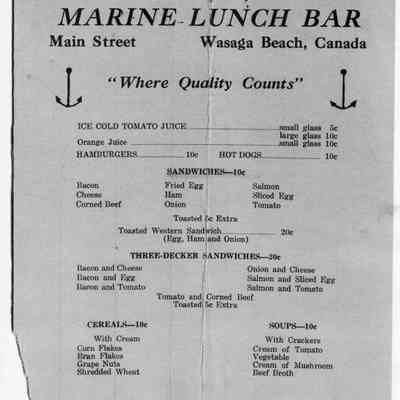 MARINE LUNCH BAR
Main Street Wasaga Beach, Canada
"Where Quality Counts"
ICE COLD TOMATO JUICE small glass 5c
large glass 10c
Orange Juice small glass 10c
HAMBURGERS 10c HOT DOGS 10c
SANDWICHES—10c
Bacon Fried Egg Salmon
Cheese Ham Sliced Egg
Corned Beef Onion Tomato
Toasted 5c Extra
Toasted Western Sandwich 20c
(Egg, Ham and Onion)
THREE-DECKER SANDWICHES—20c
Bacon and Cheese Onion and Cheese
Bacon and Egg Salmon and Sliced Egg
Bacon and Tomato Salmon and Tomato
Tomato and Corned Beef
Toasted 5c Extra
CEREALS—10c SOUPS—10c
With Cream With Crackers
Corn Flakes Cream of Tomato
Bran Flakes Vegetable
Grape Nuts Cream of Mushroom
Shredded Wheat Beef Broth